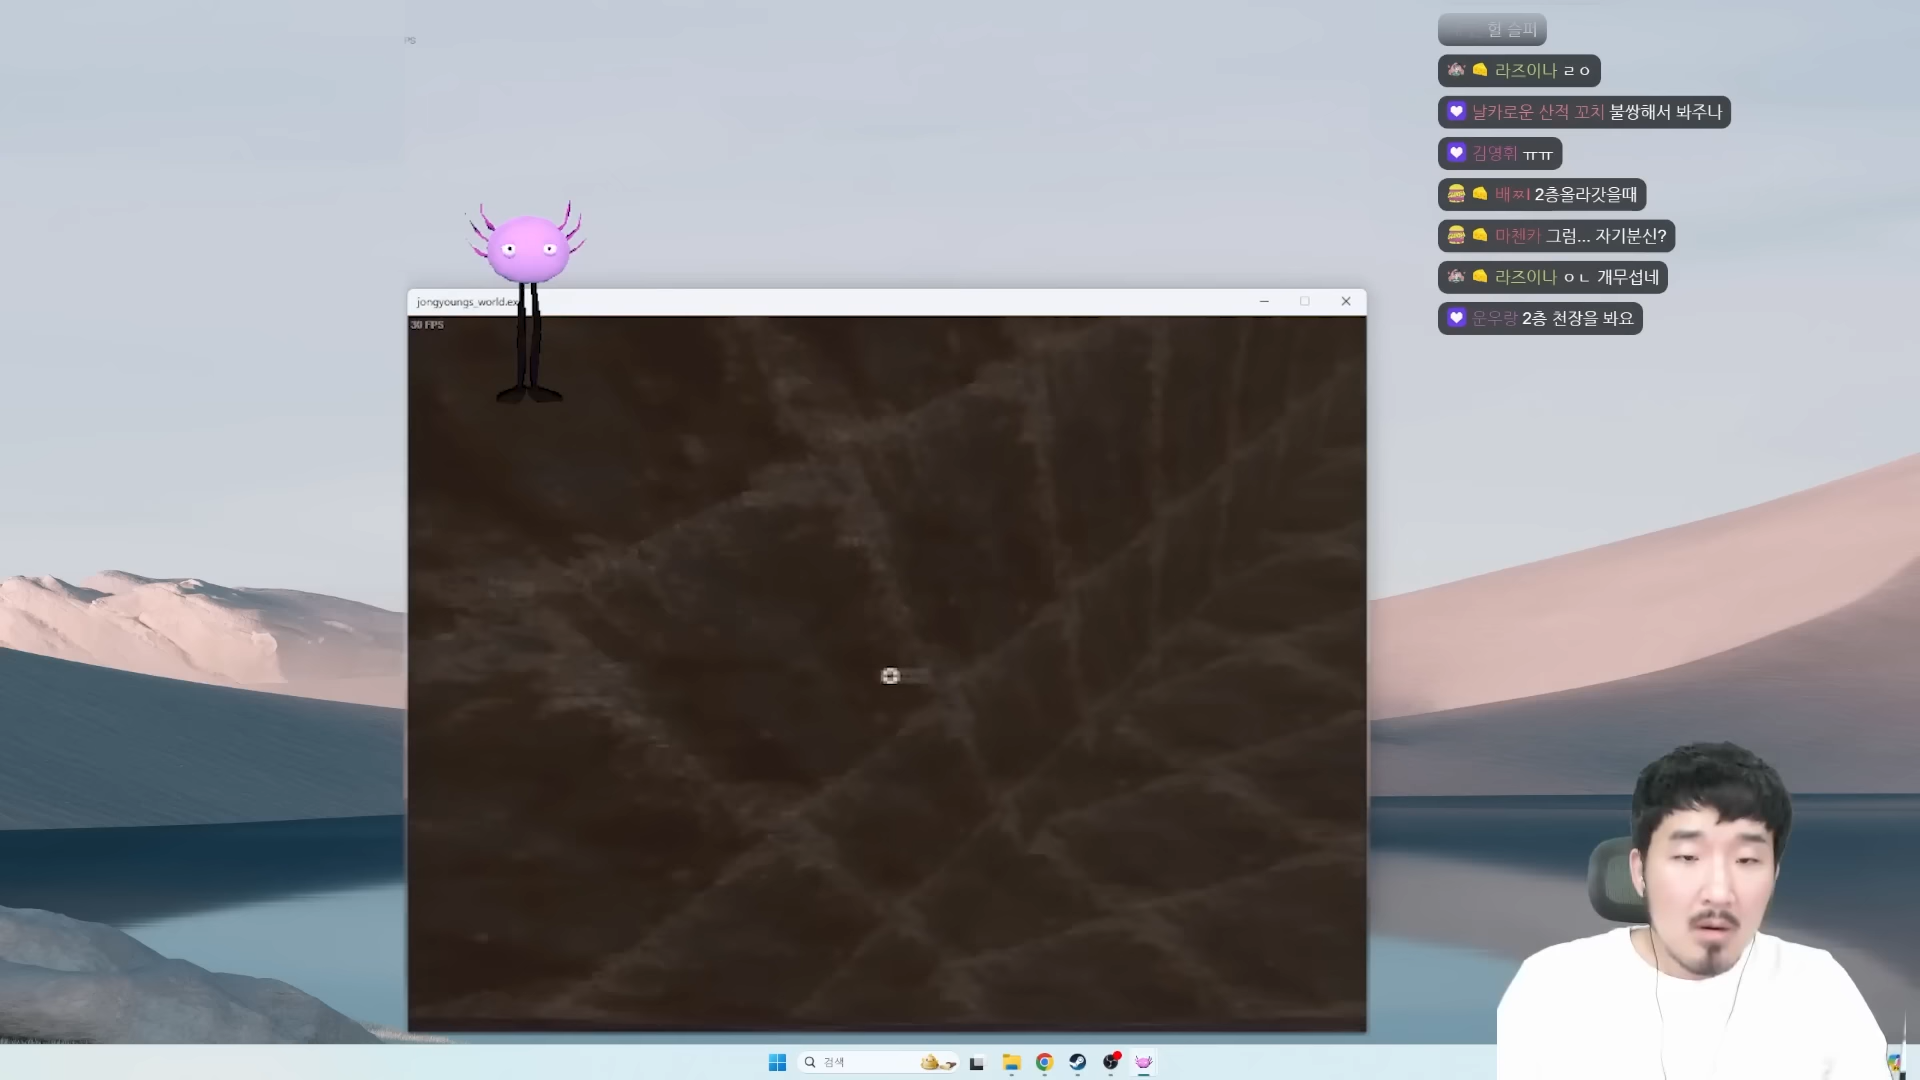 힐 슬피
라즈이나 ㄹㅇ
날카로운 산적 꼬치 불쌍해서 봐주나
김영휘 ㅠㅠ
배찌 2층올라갓을때
마첸카 그럼... 자기분신?
라즈이나 ㅇㄴ 개무섭네
문우랑 2층 천장을 봐요
PS
jongyoungs_world.ex
30 FPS
검색